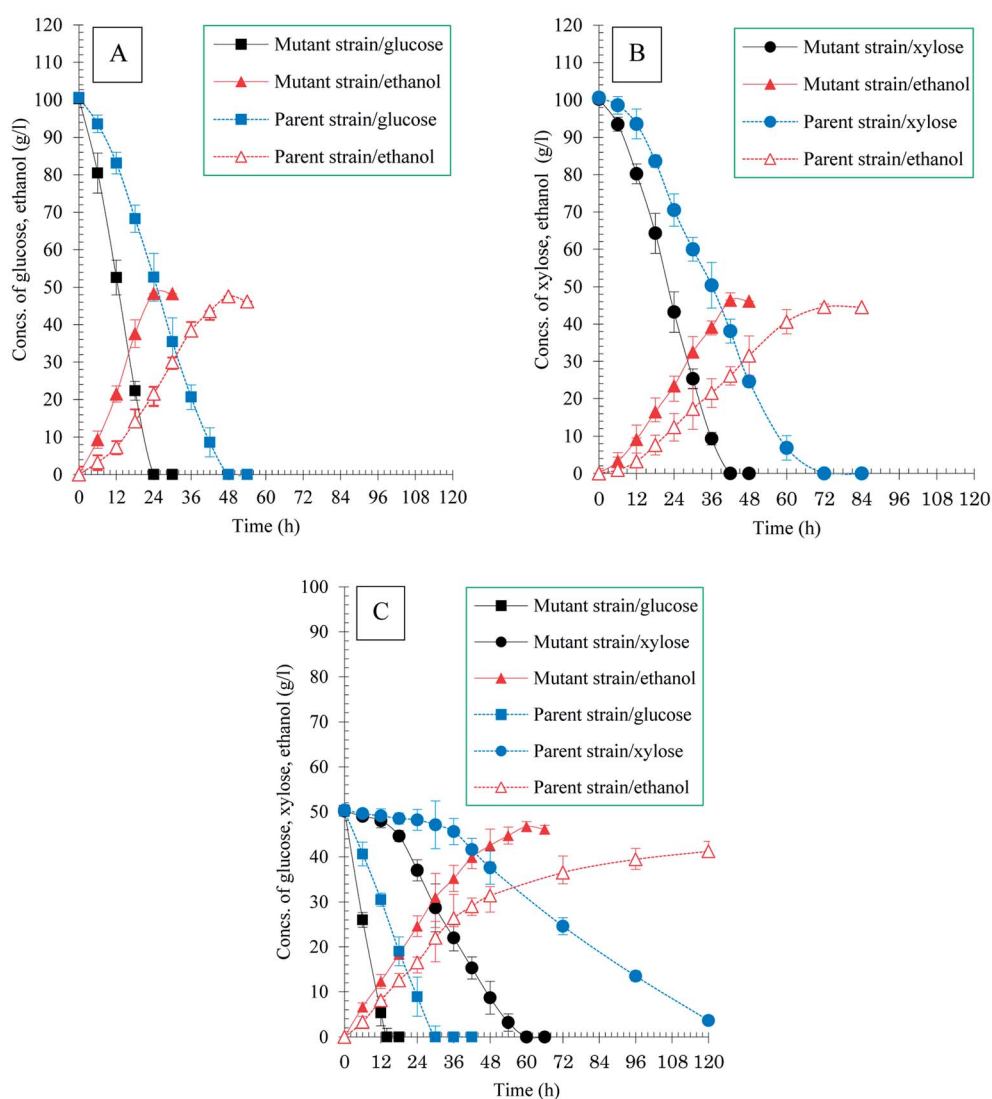 A
Mutant strain/glucose
Mutant strain/ethanol
Parent strain/glucose
Parent strain/ethanol
Concs. of glucose, ethanol (g/l)
120
110
100
90
80
70
60
50
40
30
20
10
0
0 12 24 36 48 60 72 84 96 108 120
Time (h)
B
Mutant strain/xylose
Mutant strain/ethanol
Parent strain/xylose
Parent strain/ethanol
Concs. of xylose, ethanol (g/l)
120
110
100
90
80
70
60
50
40
30
20
10
0
0 12 24 36 48 60 72 84 96 108 120
Time (h)
C
Mutant strain/glucose
Mutant strain/xylose
Mutant strain/ethanol
Parent strain/glucose
Parent strain/xylose
Parent strain/ethanol
Concs. of glucose, xylose, ethanol (g/l)
100
90
80
70
60
50
40
30
20
10
0
0 12 24 36 48 60 72 84 96 108 120
Time (h)